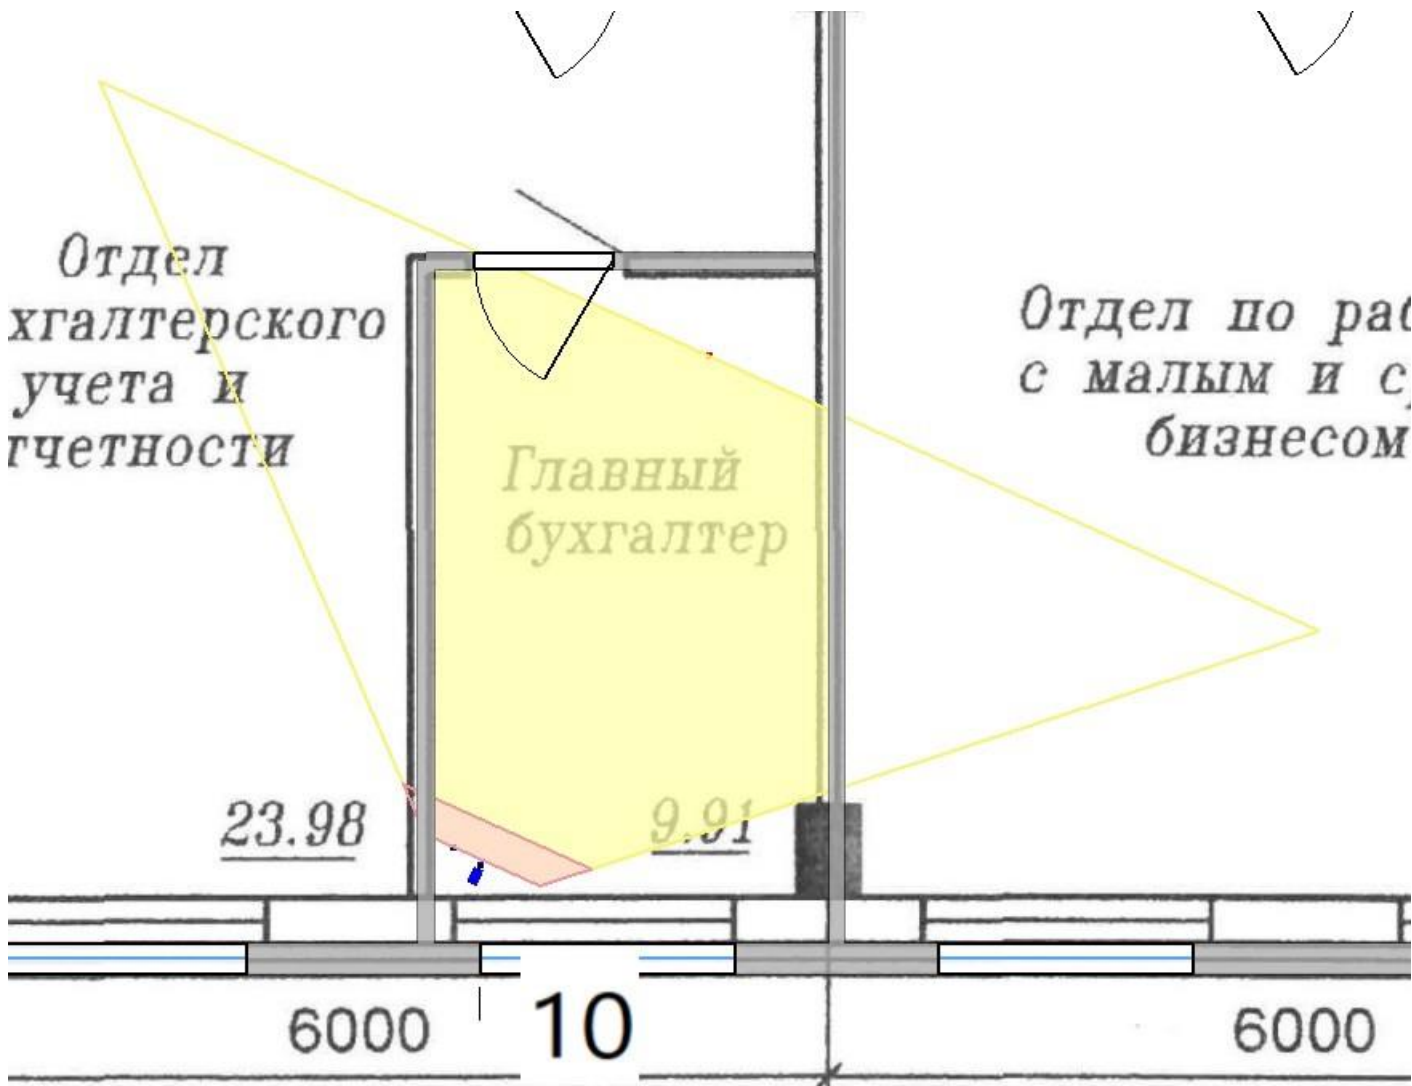 Отдел
хгалтерского
учета и
тчетности
Главный
бухгалтер
Отдел по раб
с малым и с
бизнесом
23.98
9.91
6000
10
6000